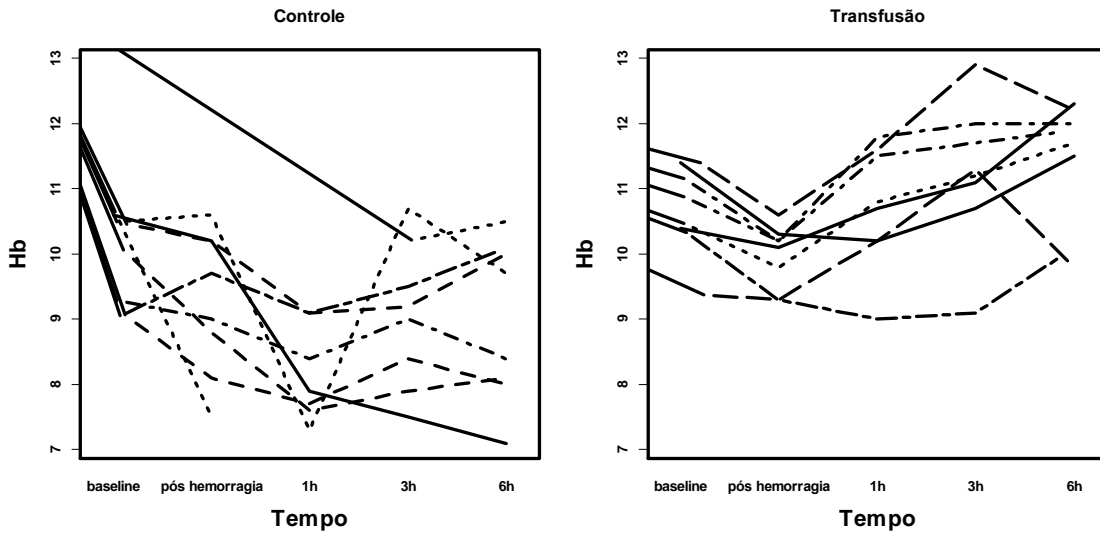 Controle
Hb
13
12
11
10
9
8
7
baseline pós hemorragia 1h 3h 6h
Tempo
Transfusão
Hb
13
12
11
10
9
8
7
baseline pós hemorragia 1h 3h 6h
Tempo